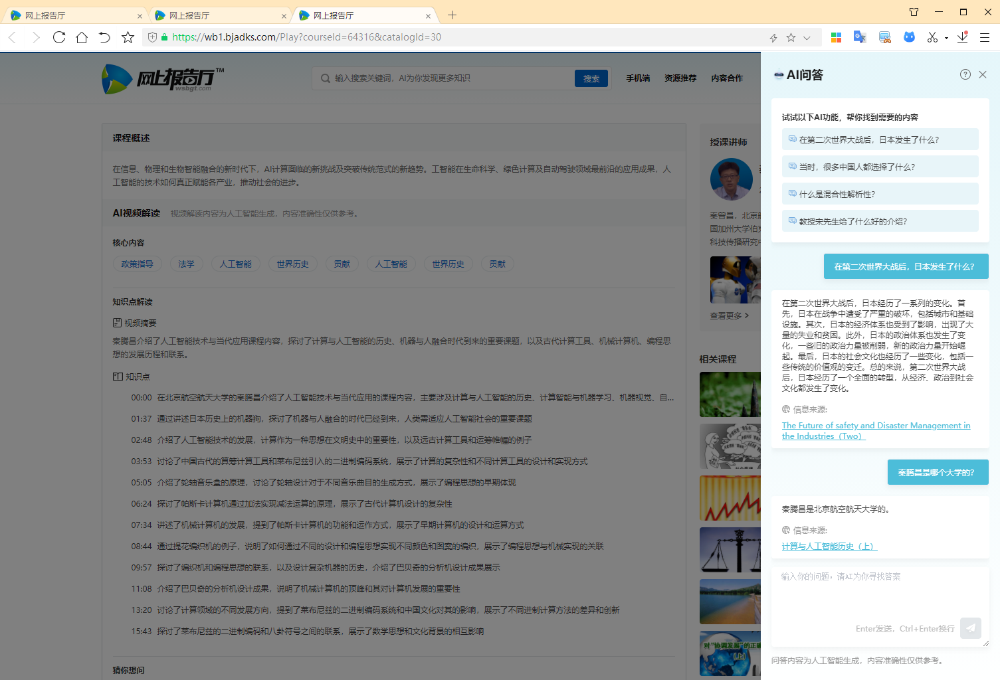 网上报告厅
网上报告厅
网上报告厅
https://wb1.bjadks.com/Play?courseId=64316&catalogId=30
网上报告厅™
wsbgt.com
输入搜索关键词，AI为你发现更多知识
搜索
手机端
资源推荐
内容合作
课程概述
在信息、物理和生物智能融合的新时代下，AI计算面临的新挑战及突破传统范式的新趋势。工智能在生命科学、绿色计算及自动驾驶领域最前沿的应用成果，人
工智能的技术如何真正赋能各产业，推动社会的进步。
AI视频解读
视频解读内容为人工智能生成，内容准确性仅供参考。
核心内容
政策指导
法学
人工智能
世界历史
贡献
人工智能
世界历史
贡献
知识点解读
视频摘要
秦腾昌介绍了人工智能技术与当代应用课程内容，探讨了计算与人工智能的历史、机器与人融合时代到来的重要课题，以及古代计算工具、机械计算机、编程思
想的发展历程和联系。
知识点
00:00 在北京航空航天大学的秦腾昌介绍了人工智能技术与当代应用的课程内容，主要涉及计算与人工智能的历史、计算智能与机器学习、机器视觉、自...
01:37 通过讲述日本历史上的机器狗，探讨了机器与人融合的时代已经到来，人类需适应人工智能社会的重要课题
02:48 介绍了人工智能技术的发展，计算作为一种思想在文明史中的重要性，以及远古计算工具和运筹帷幄的例子
03:53 讨论了中国古代的算筹计算工具和莱布尼兹引入的二进制编码系统，展示了计算的复杂性和不同计算工具的设计和实现方式
05:05 介绍了轮轴音乐盒的原理，讨论了轮轴设计对于不同音乐曲目的生成方式，展示了编程思想的早期体现
06:24 探讨了帕斯卡计算机通过加法实现减法运算的原理，展示了古代计算机设计的复杂性
07:34 讲述了机械计算机的发展，提到了帕斯卡计算机的功能和运作方式，展示了早期计算机的设计和运算方式
08:44 通过提花编织机的例子，说明了如何通过不同的设计和编程思想实现不同颜色和图案的编织，展示了编程思想与机械实现的关联
09:57 探讨了编织机和编程思想的联系，以及设计复杂机器的历史，介绍了巴贝奇的分析机设计成果展示
11:08 介绍了巴贝奇的分析机设计成果，说明了机械计算机的顶峰和其对计算机发展的重要性
13:20 讨论了计算领域的不同发展方向，提到了莱布尼兹的二进制编码系统和中国文化对其的影响，展示了不同进制计算方法的差异和创新
15:43 探讨了莱布尼兹的二进制编码和八卦符号之间的联系，展示了数学思想和文化背景的相互影响
猜你想问
授课讲师
秦曾昌，北京航
国加州大学伯克
科技传播研究中
查看更多 >
相关课程
对“协调发展”的正确
（上）
AI问答
试试以下AI功能，帮你找到需要的内容
在第二次世界大战后，日本发生了什么？
当时，很多中国人都选择了什么？
什么是混合性解析性？
教授宋先生给了什么好的介绍？
在第二次世界大战后，日本发生了什么？
在第二次世界大战后，日本经历了一系列的变化。首
先，日本在战争中遭受了严重的破坏，包括城市和基础
设施。其次，日本的经济体系也受到了影响，出现了大
量的失业和贫困。此外，日本的政治体系也发生了变
化，一些旧的政治力量被削弱，新的政治力量开始崛
起。最后，日本的社会文化也经历了一些变化，包括一
些传统的价值观的变迁。总的来说，第二次世界大战
后，日本经历了一个全面的转型，从经济、政治到社会
文化都发生了变化。
信息来源:
The Future of safety and Disaster Management in
the Industries（Two）
秦腾昌是哪个大学的？
秦腾昌是北京航空航天大学的。
信息来源:
计算与人工智能历史（上）
输入你的问题，请AI为你寻找答案
Enter发送，Ctrl+Enter换行
问答内容为人工智能生成，内容准确性仅供参考。